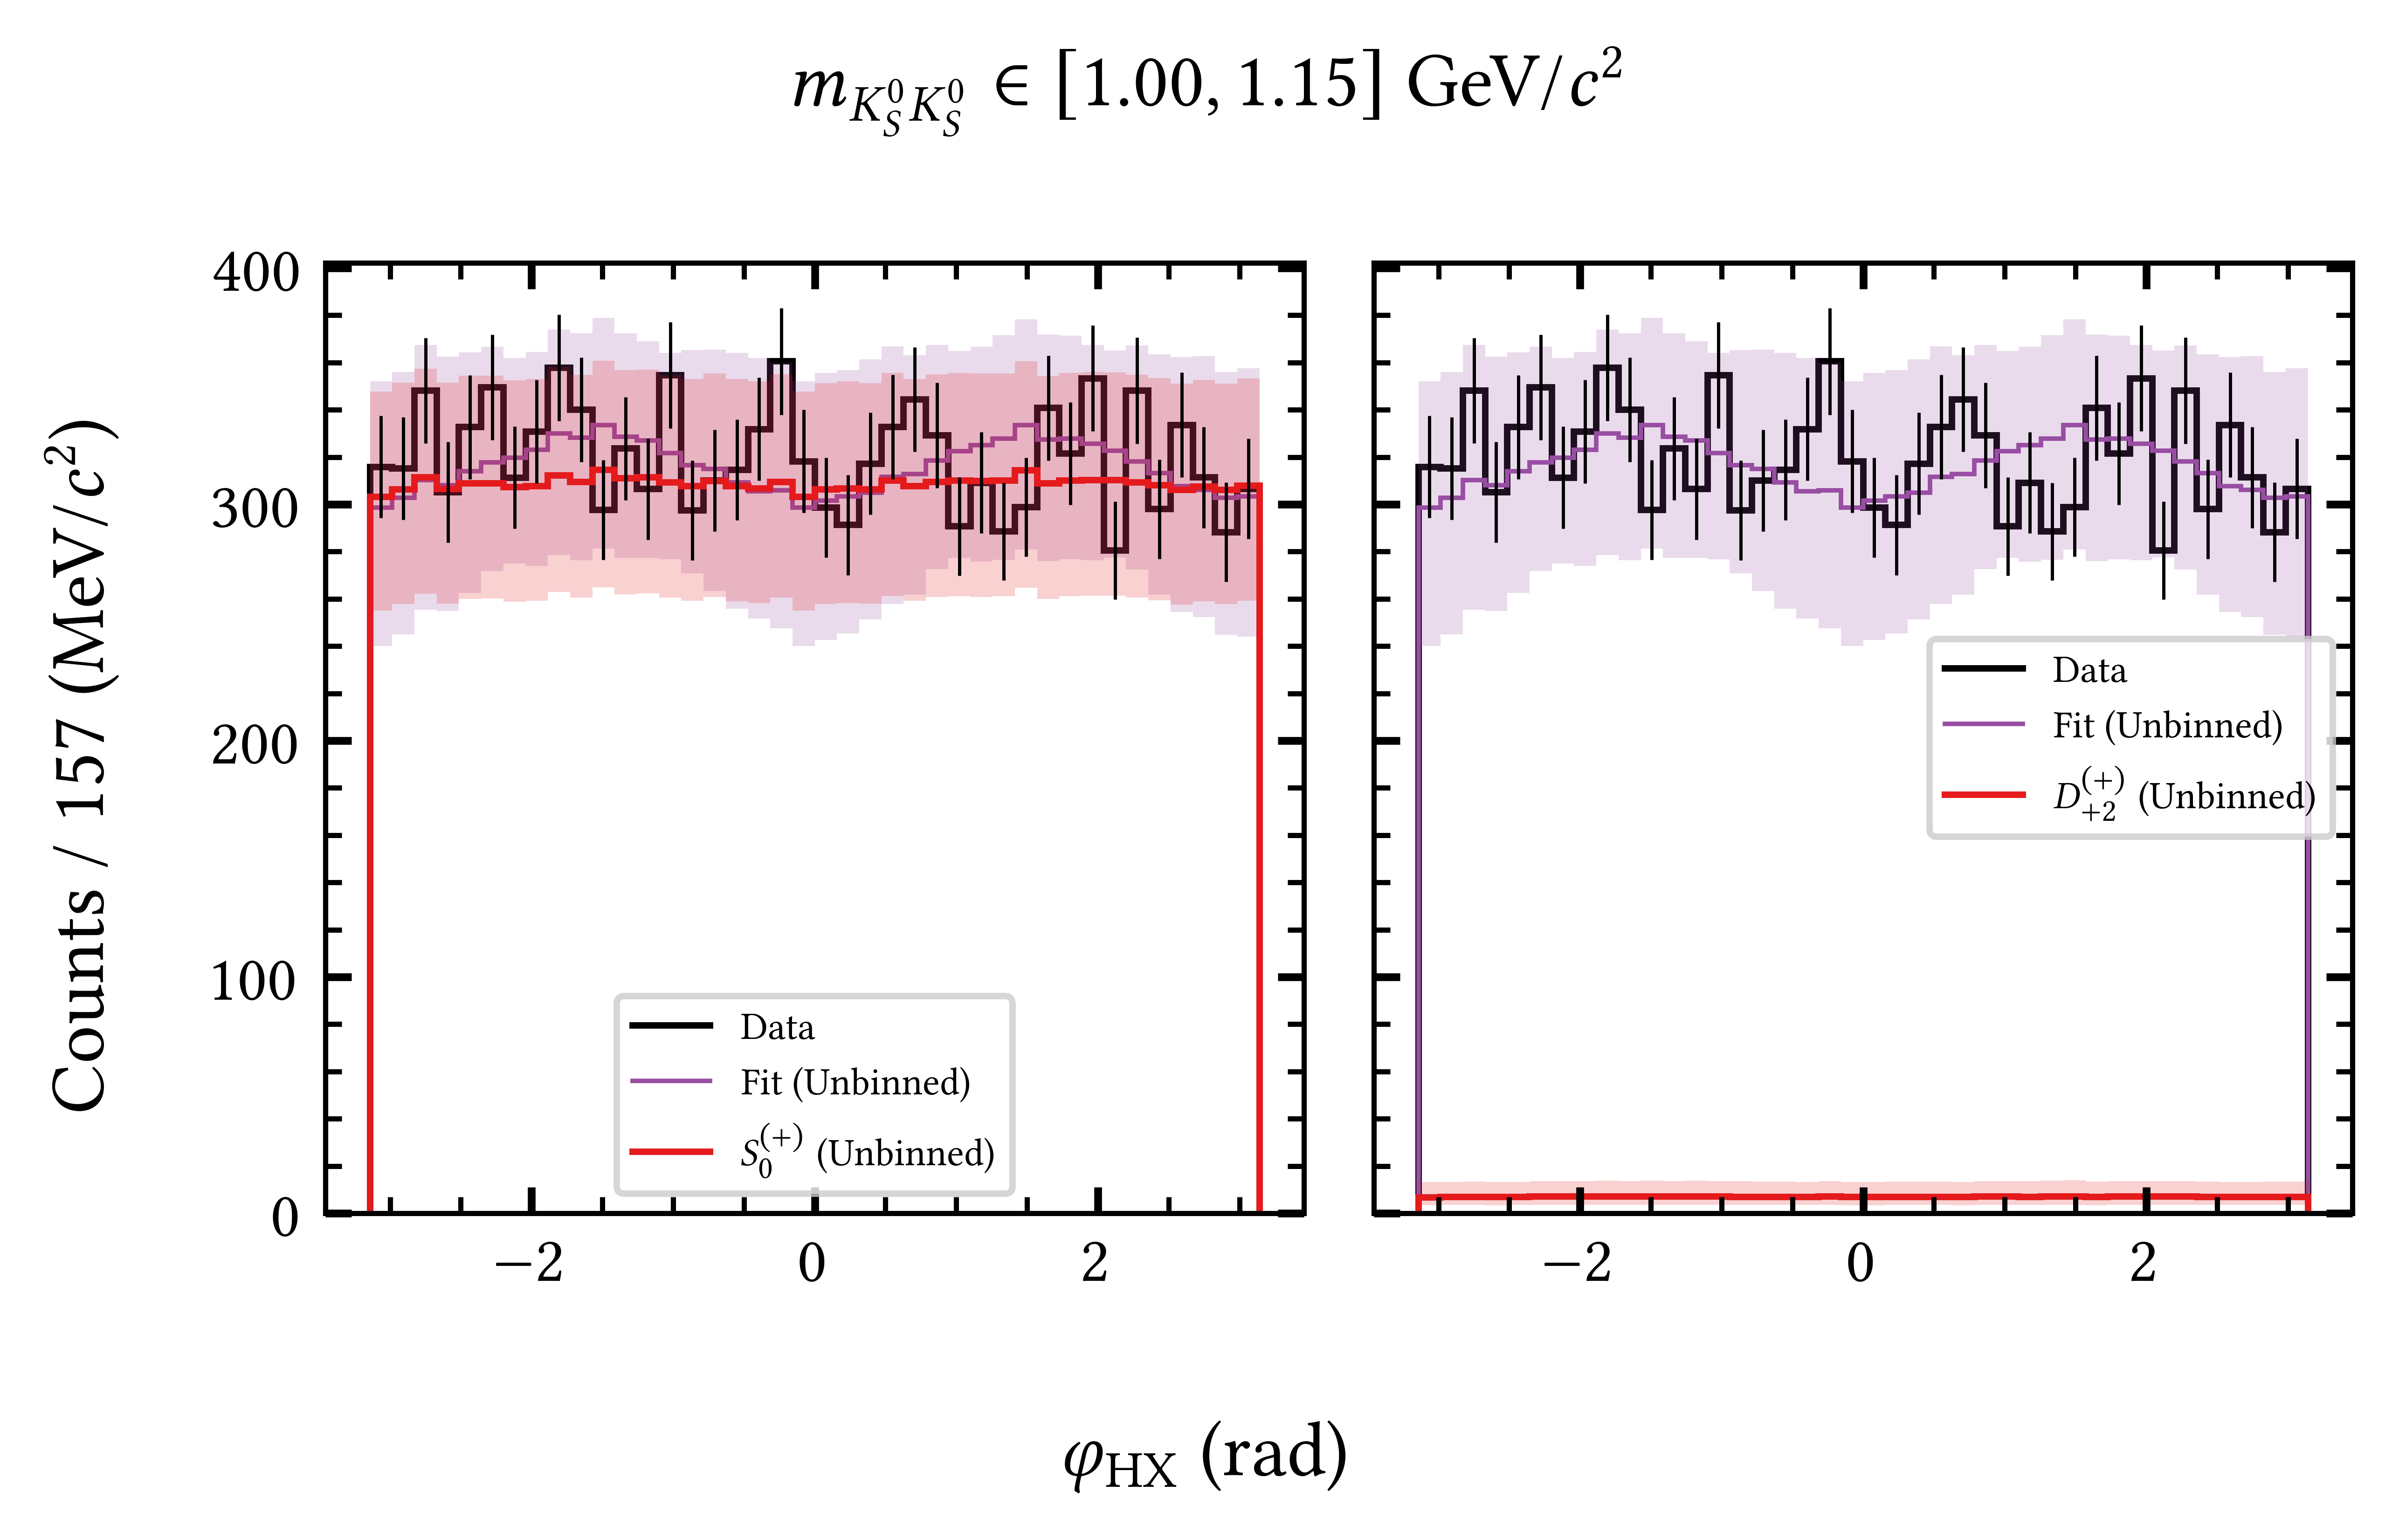 m_{K_S^0 K_S^0} ∈ [1.00, 1.15] GeV/c²
Counts / 157 (MeV/c²)
400
300
200
100
0
Data
Fit (Unbinned)
S_0^{(+)} (Unbinned)
−2 0 2
Data
Fit (Unbinned)
D_{+2}^{(+)} (Unbinned)
−2 0 2
φ_{HX} (rad)